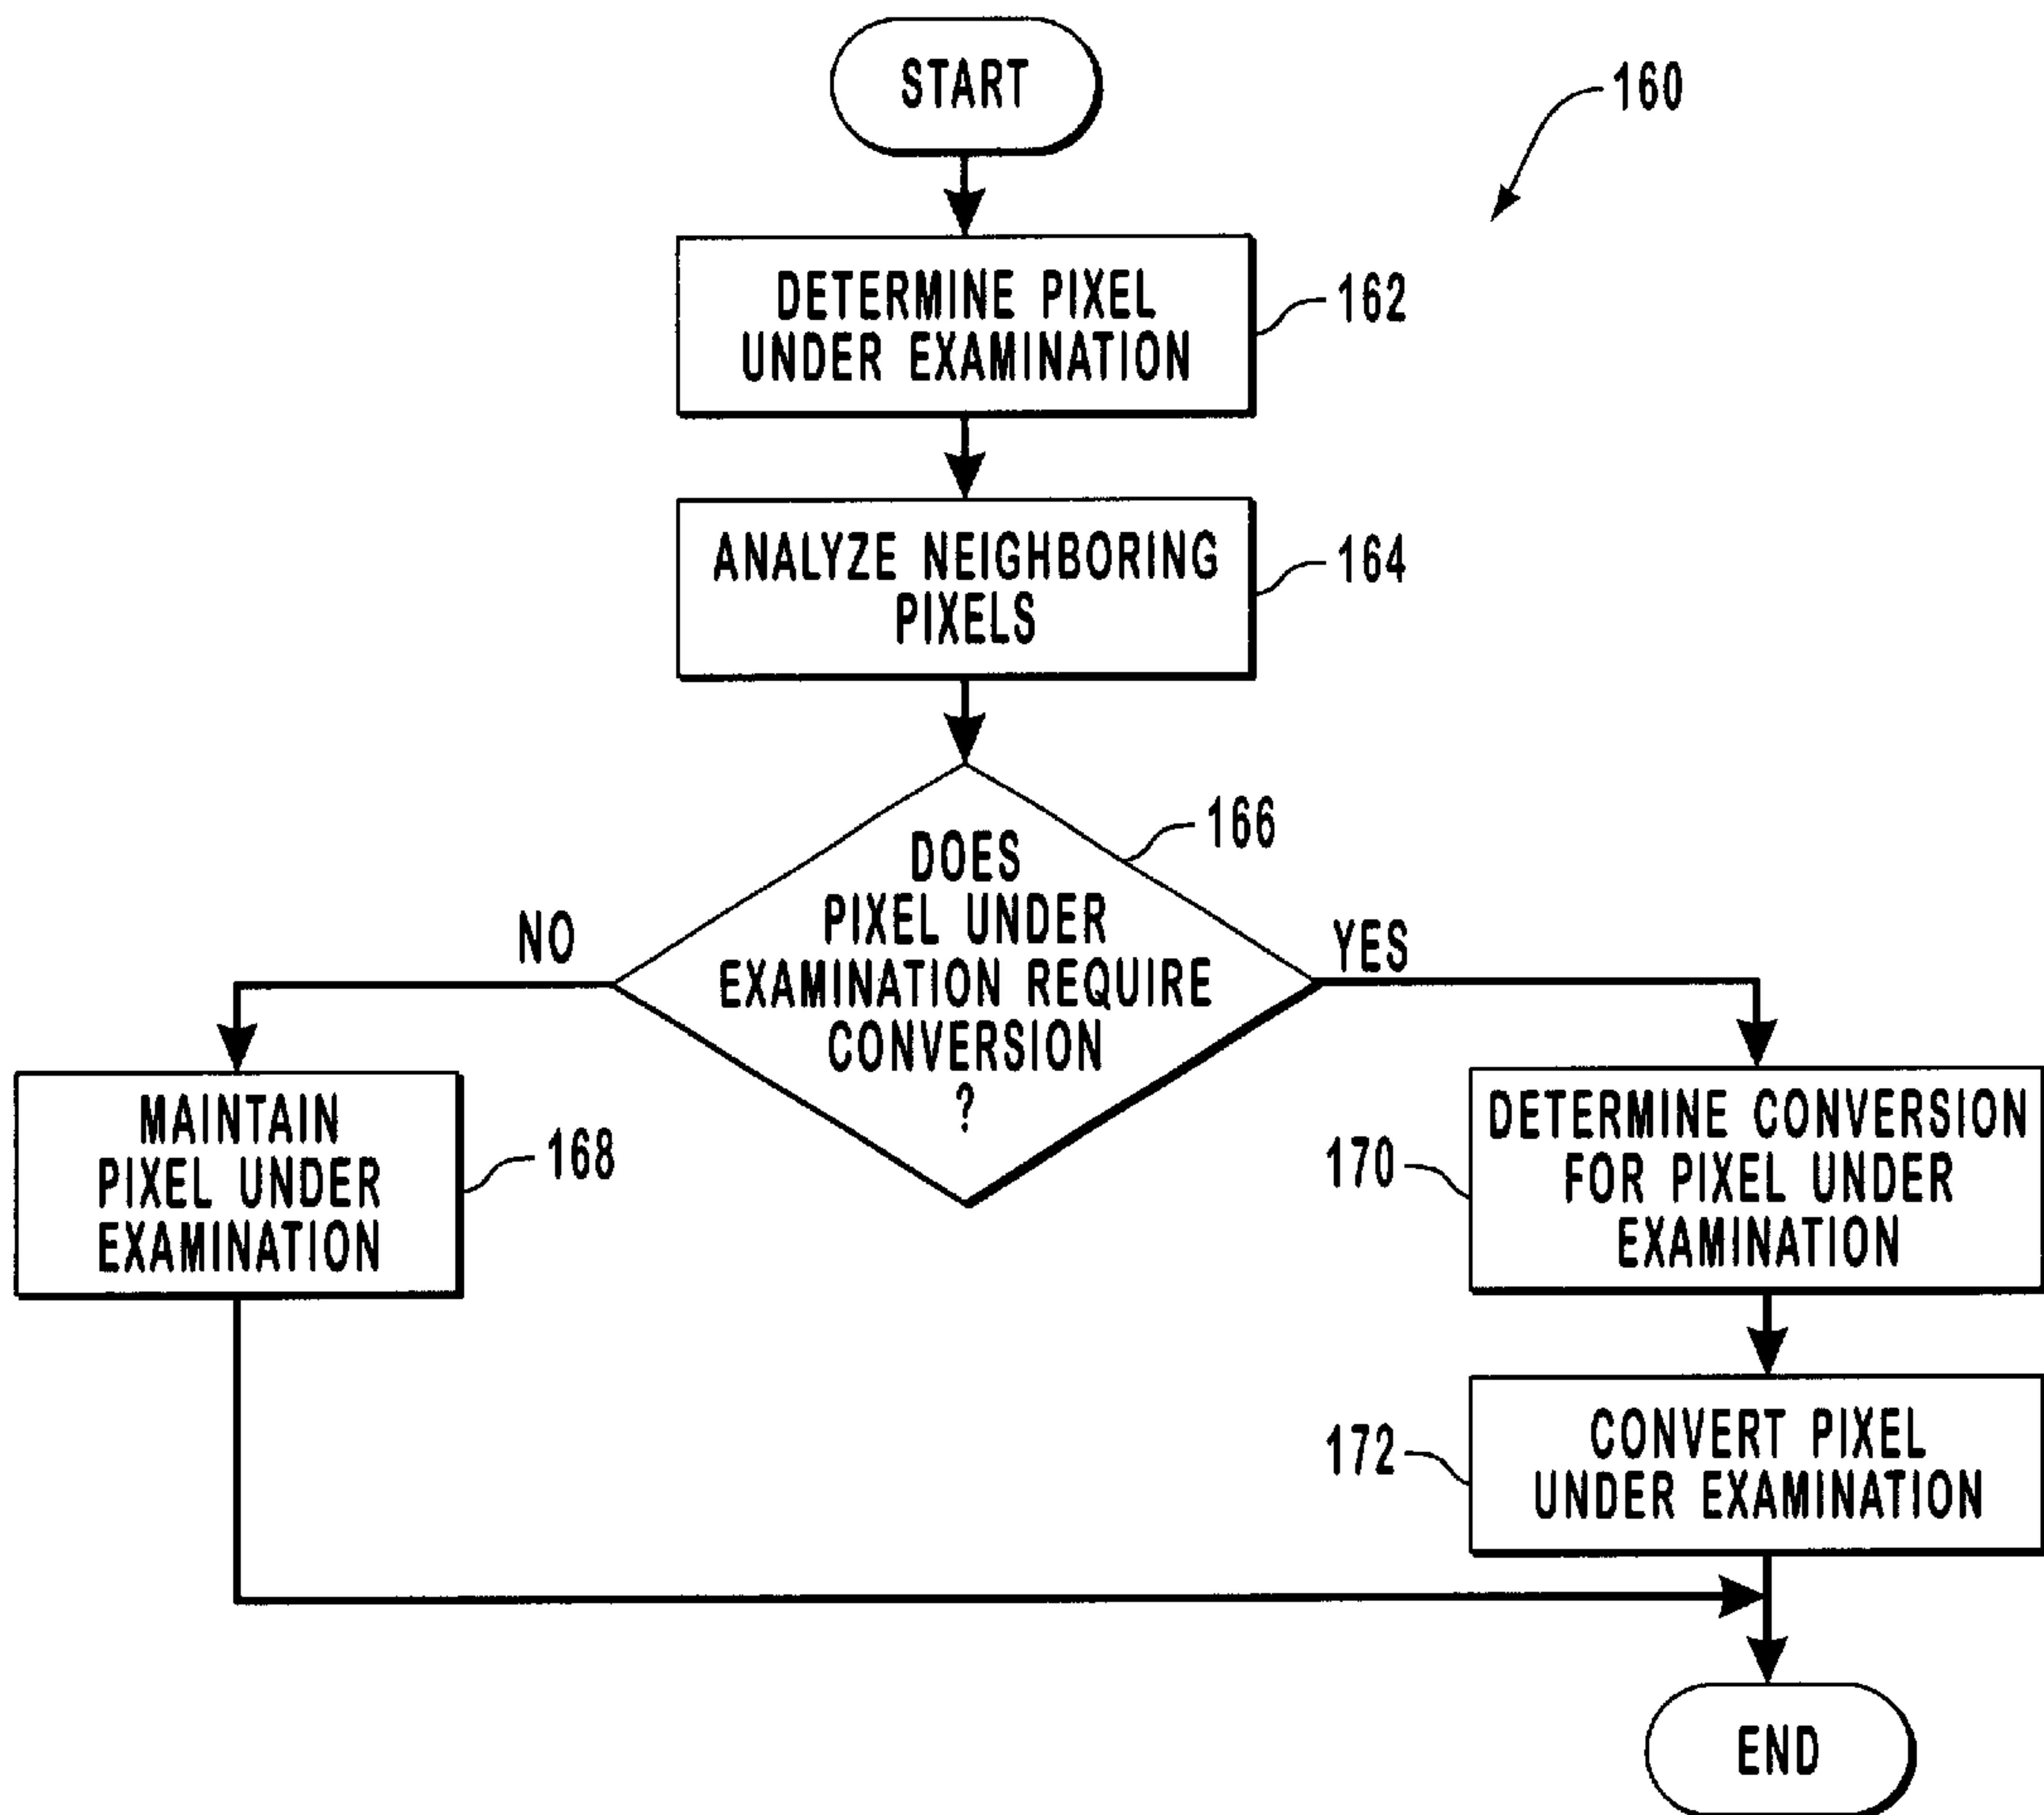 START
160
DETERMINE PIXEL
UNDER EXAMINATION
162
ANALYZE NEIGHBORING
PIXELS
164
166
DOES
PIXEL UNDER
EXAMINATION REQUIRE
CONVERSION
?
NO
YES
MAINTAIN
PIXEL UNDER
EXAMINATION
168
170
DETERMINE CONVERSION
FOR PIXEL UNDER
EXAMINATION
172
CONVERT PIXEL
UNDER EXAMINATION
END